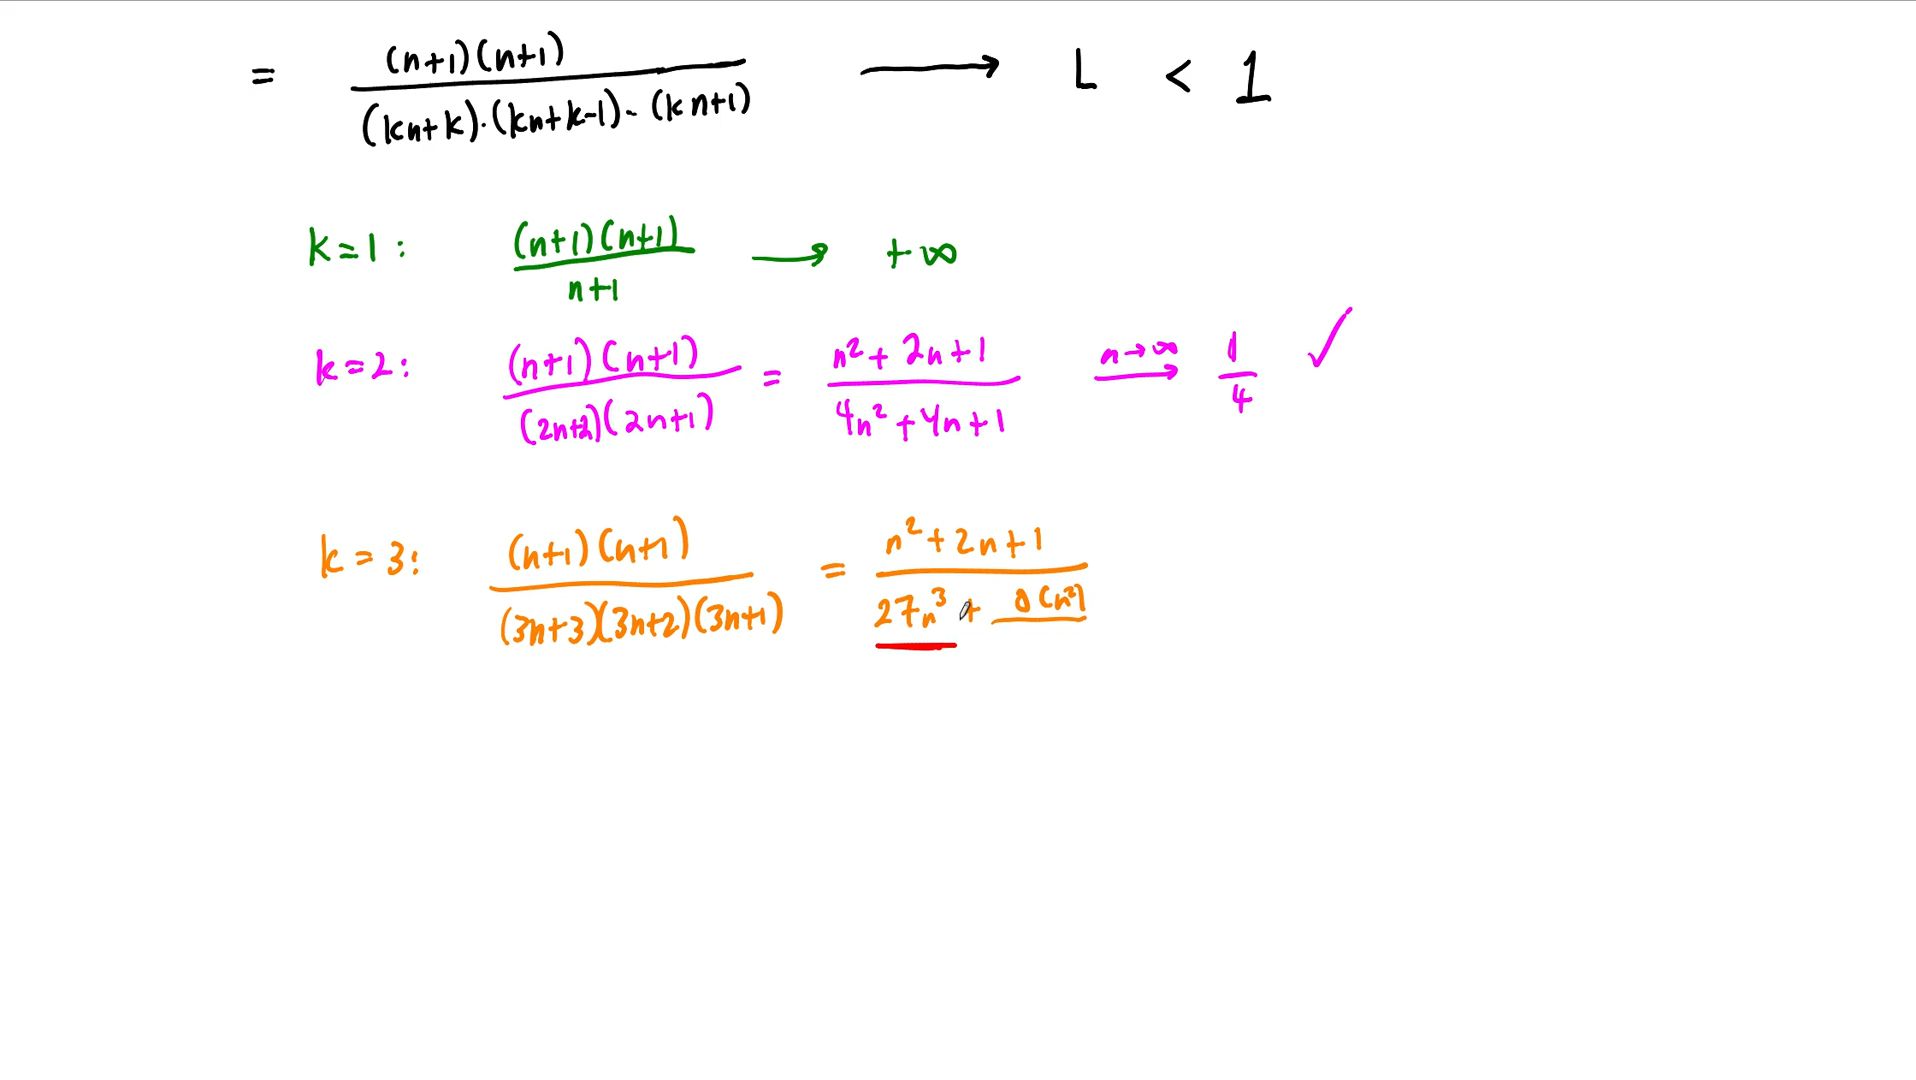 = (n+1)(n+1) / (kn+k)·(kn+k-1)-(kn+1) ⟶ L < 1
k=1: (n+1)(n+1) / n+1 ⟶ +∞
k=2: (n+1)(n+1) / (2n+2)(2n+1) = n²+2n+1 / 4n²+4n+1 n→∞ ⟶ 1/4 ✓
k=3: (n+1)(n+1) / (3n+3)(3n+2)(3n+1) = n²+2n+1 / 27n³ + O(n²)